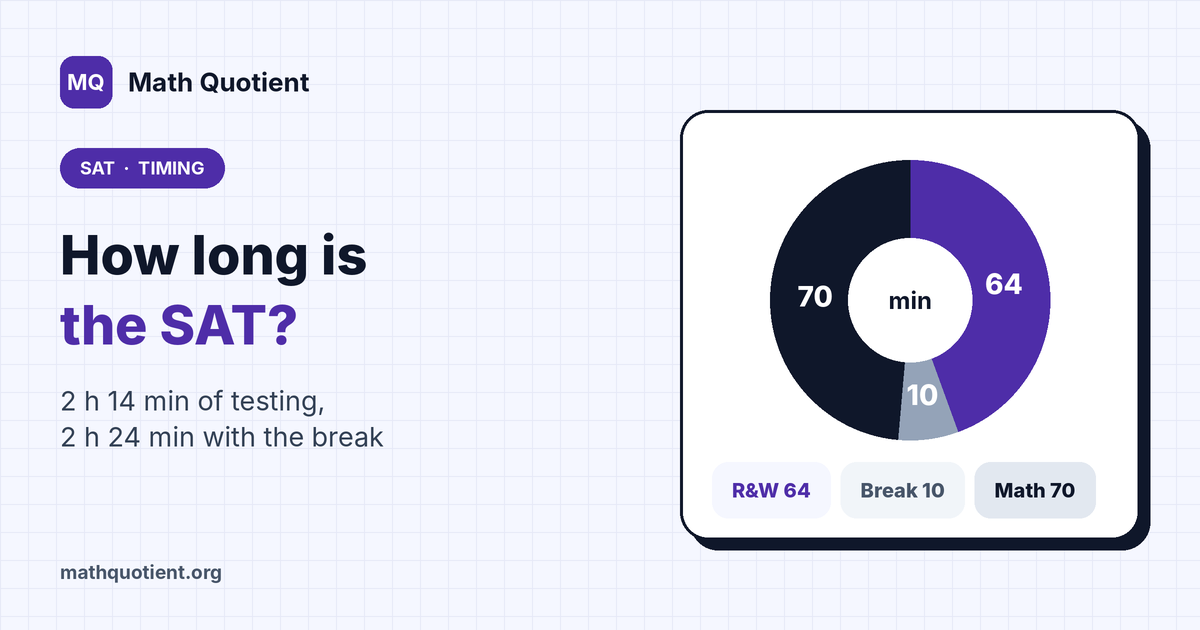 MQ
Math Quotient
SAT · TIMING
How long is
the SAT?
2 h 14 min of testing,
2 h 24 min with the break
mathquotient.org
70
min
64
10
R&W 64
Break 10
Math 70